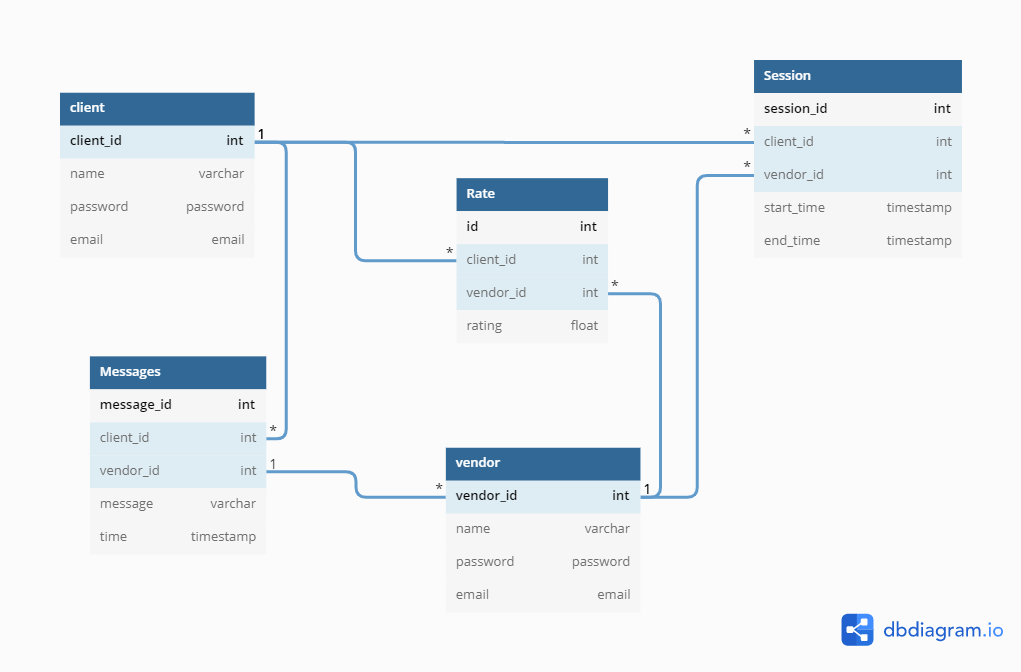 client
client_id int
name varchar
password password
email email
1
*
*
Session
session_id int
client_id int
vendor_id int
start_time timestamp
end_time timestamp
Rate
id int
client_id int
vendor_id int
rating float
*
*
Messages
message_id int
client_id int
vendor_id int
message varchar
time timestamp
*
1
*
vendor
vendor_id int
name varchar
password password
email email
1
dbdiagram.io